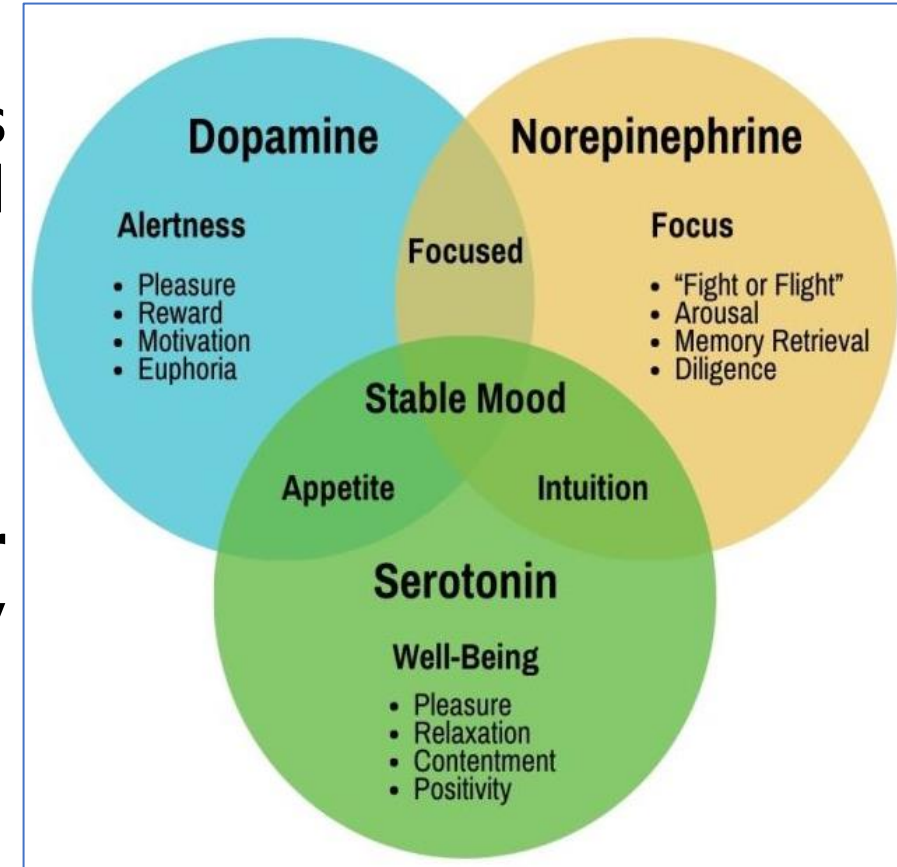 Dopamine
Norepinephrine
Alertness
• Pleasure
• Reward
• Motivation
• Euphoria
Focused
Focus
• “Fight or Flight”
• Arousal
• Memory Retrieval
• Diligence
Stable Mood
Appetite
Intuition
Serotonin
Well-Being
• Pleasure
• Relaxation
• Contentment
• Positivity